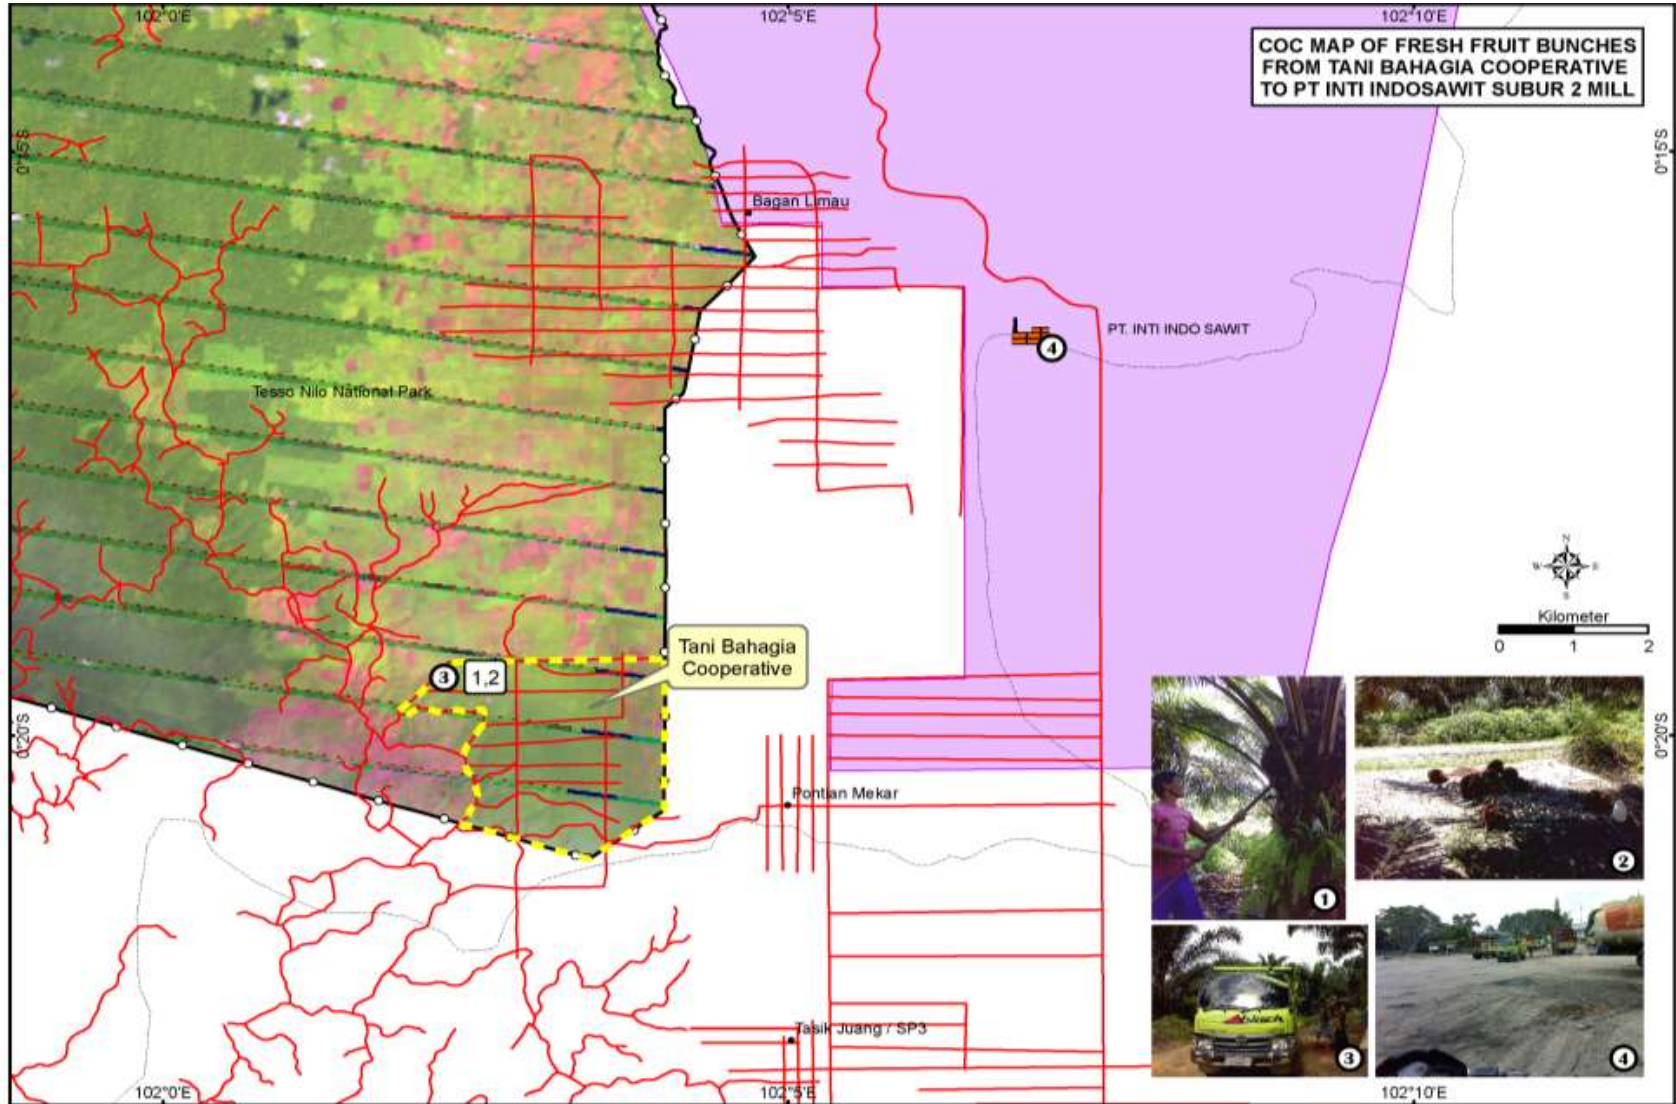 102°0'E
102°5'E
102°10'E
COC MAP OF FRESH FRUIT BUNCHES
FROM TANI BAHAGIA COOPERATIVE
TO PT INTI INDOSAWIT SUBUR 2 MILL
0°15'S
0°15'S
Bagan Limau
PT. INTI INDO SAWIT
4
Tesso Nilo National Park
N
W
E
S
Kilometer
0
1
2
Tani Bahagia
Cooperative
3
1,2
0°20'S
0°20'S
Pontian Mekar
1
2
Tasik Juang / SP3
3
4
102°0'E
102°5'E
102°10'E